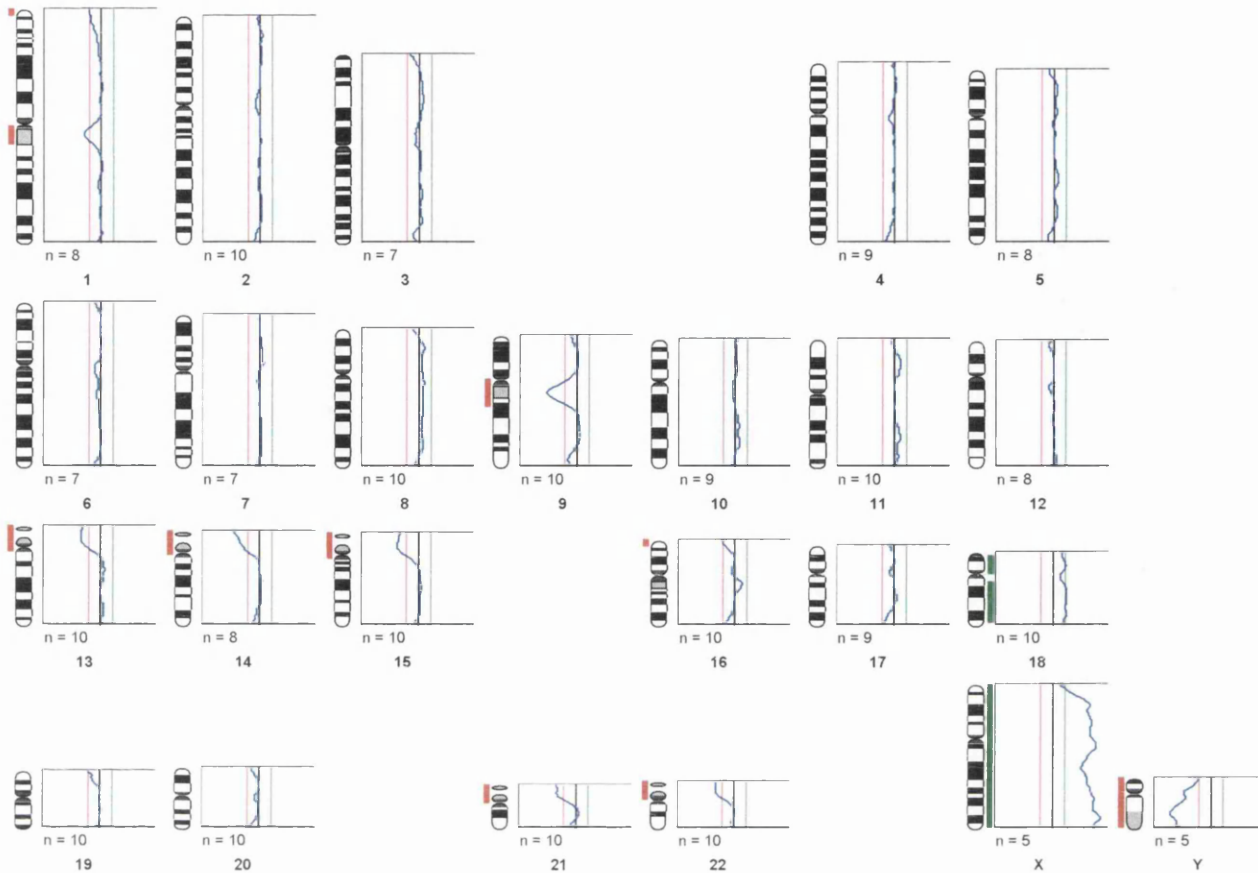 n = 8 n = 10 n = 7 n = 9 n = 8
1 2 3 4 5
n = 7 n = 7 n = 10 n = 10 n = 9 n = 10 n = 8
6 7 8 9 10 11 12
n = 10 n = 8 n = 10 n = 10 n = 9 n = 10
13 14 15 16 17 18
n = 10 n = 10 n = 10 n = 10 n = 5 n = 5
19 20 21 22 X Y